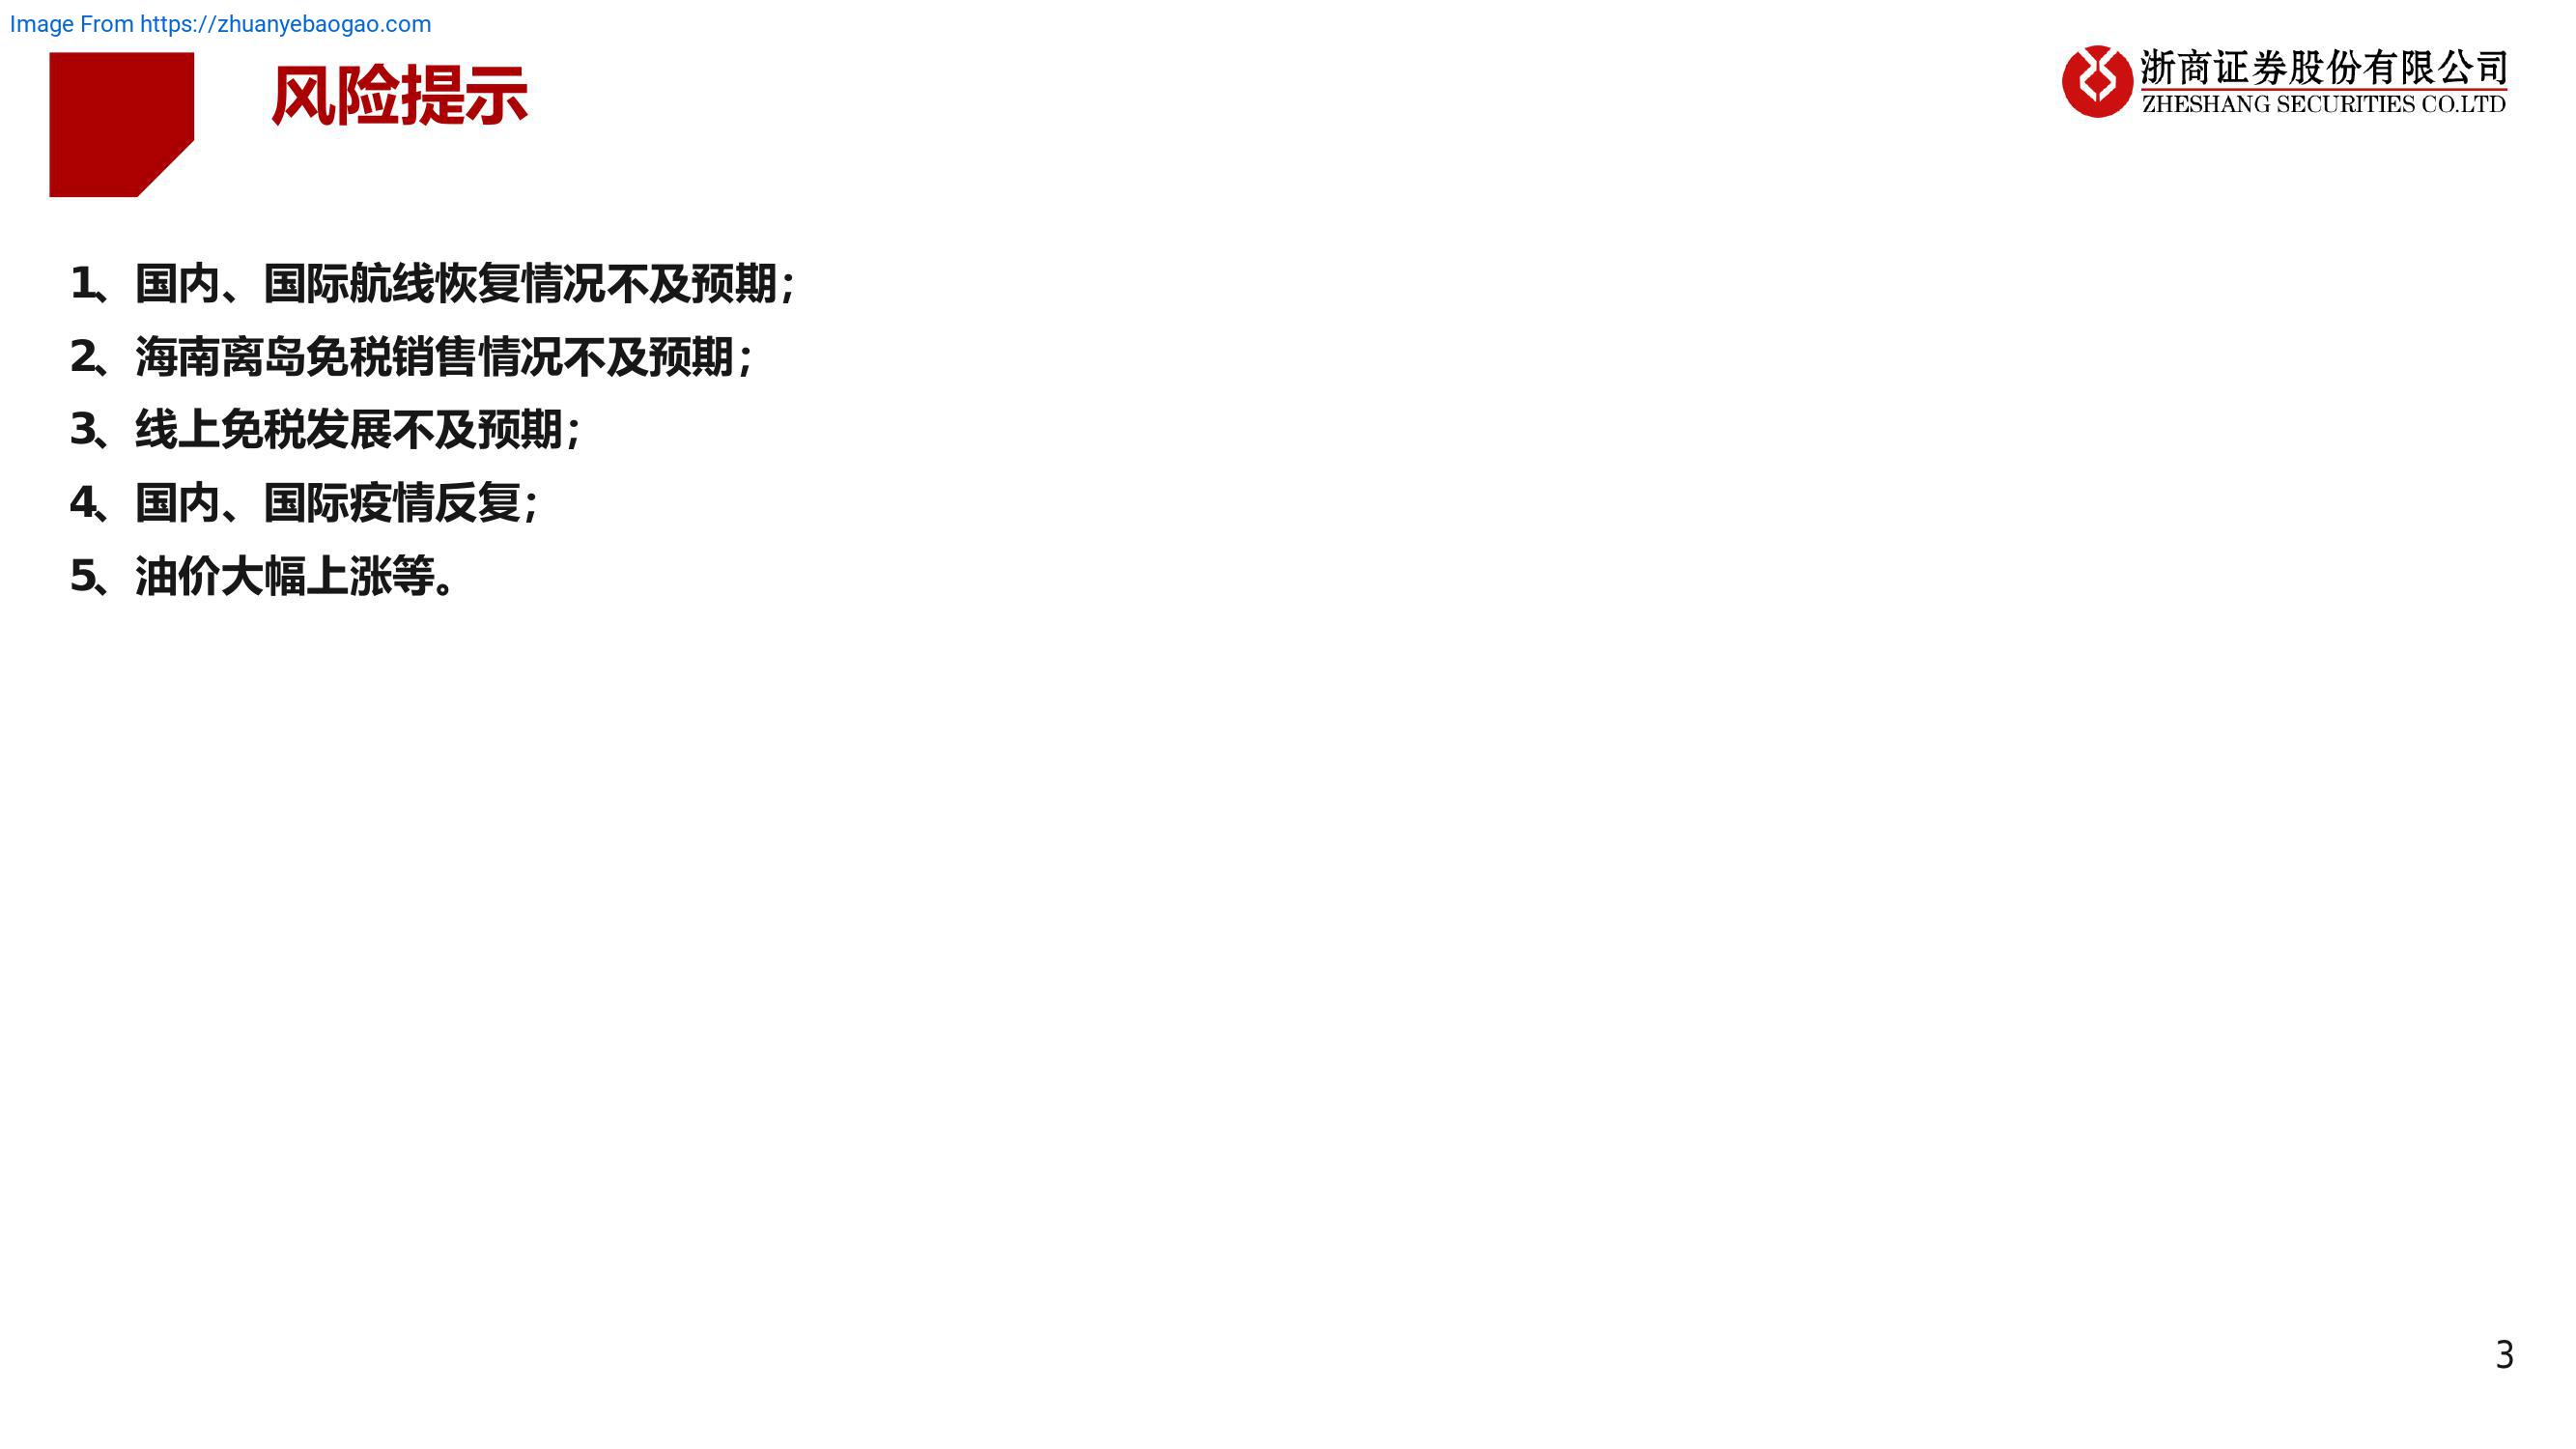 Image From https://zhuanyebaogao.com
风险提示
浙商证券股份有限公司
ZHESHANG SECURITIES CO.LTD
1、国内、国际航线恢复情况不及预期；
2、海南离岛免税销售情况不及预期；
3、线上免税发展不及预期；
4、国内、国际疫情反复；
5、油价大幅上涨等。
3